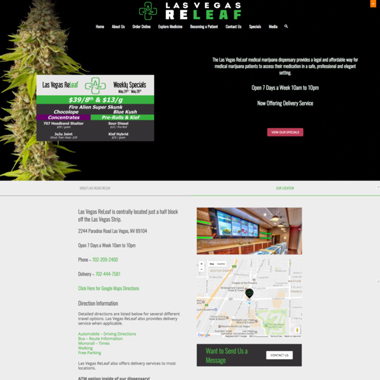 LAS VEGAS
RELEAF
Home About Us Order Online Explore Medicine Becoming a Patient Contact Us Specials Media
The Las Vegas ReLeaf medical marijuana dispensary provides a legal and affordable way for
medical marijuana patients to access their medication in a safe, professional and elegant
setting.
Open 7 Days a Week 10am to 10pm
Now Offering Delivery Service
VIEW OUR SPECIALS
Las Vegas ReLeaf Weekly Specials
$39/8th & $13/g
Fire Alien Super Skunk
Chocolope Blue Kush
Concentrates Pre-Rolls & Kief
707 Headband Shatter Sour Diesel
Kief Hybrid
OUR LOCATION
Las Vegas ReLeaf is centrally located just a half block
off the Las Vegas Strip.
2244 Paradise Road Las Vegas, NV 89104
Open 7 Days a Week 10am to 10pm
Phone – 702-209-2400
Delivery – 702-444-7581
Click Here for Google Maps Directions
Direction Information
Detailed directions are listed below for several different
travel options. Las Vegas ReLeaf also provides delivery
service when applicable.
Automobile – Driving Directions
Bus – Route Information
Monorail – Times
Walking
Free Parking
Las Vegas ReLeaf also offers delivery services to most
locations.
ATM option inside of our dispensary!
Want to Send Us a
Message
CONTACT US